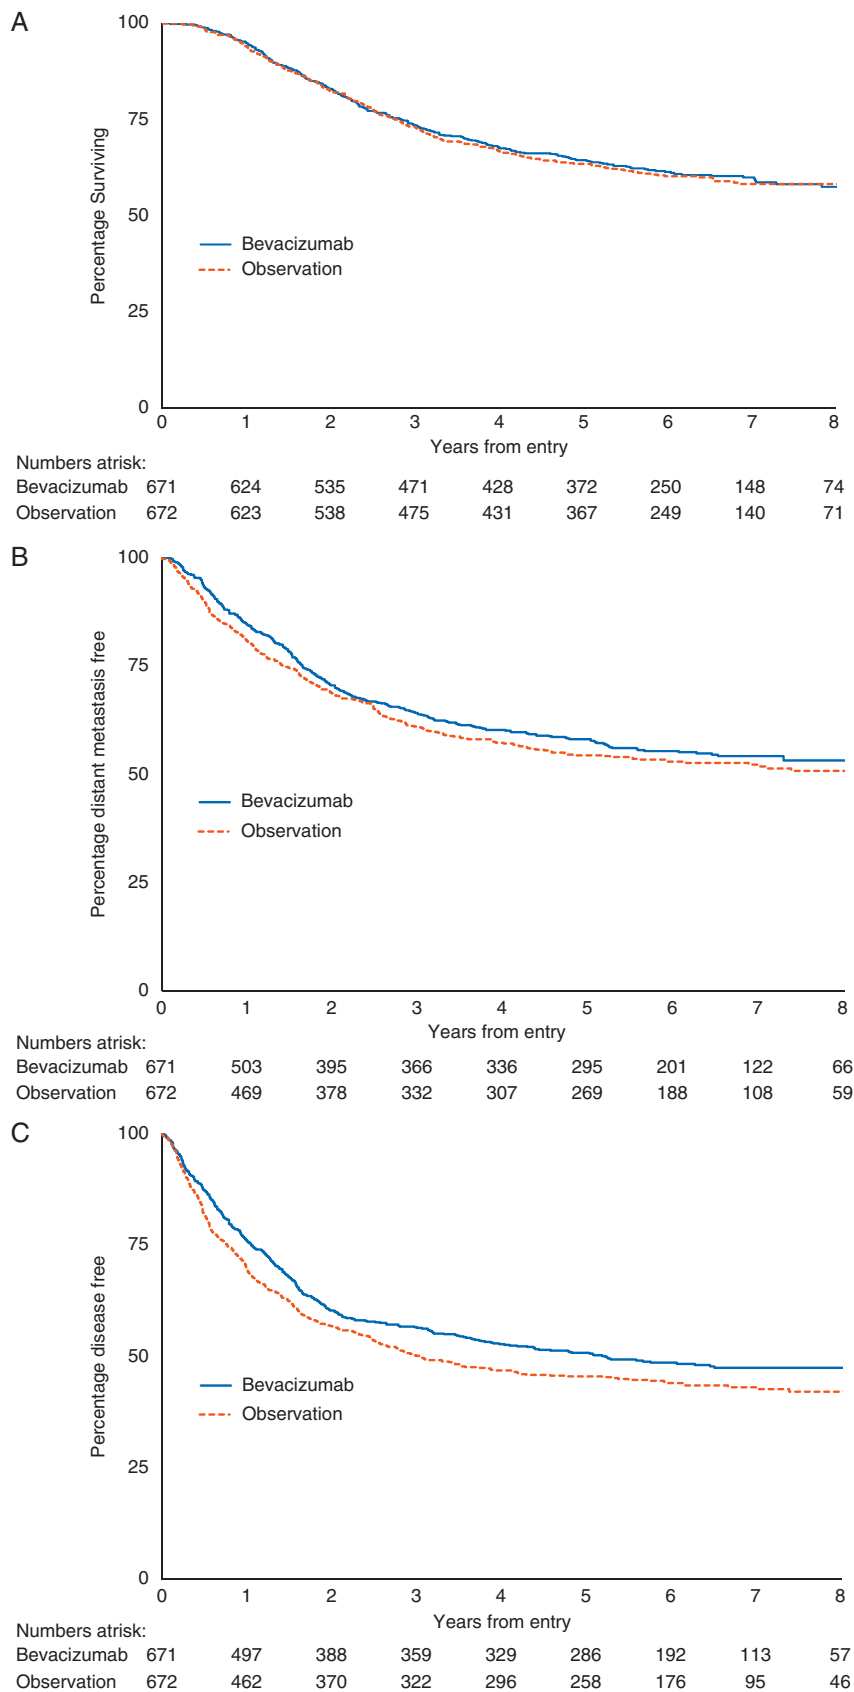 A
100
75
50
25
0
Percentage Surviving
Bevacizumab
Observation
0 1 2 3 4 5 6 7 8
Years from entry
Numbers atrisk:
Bevacizumab 671 624 535 471 428 372 250 148 74
Observation 672 623 538 475 431 367 249 140 71
B
100
75
50
25
0
Percentage distant metastasis free
Bevacizumab
Observation
0 1 2 3 4 5 6 7 8
Years from entry
Numbers atrisk:
Bevacizumab 671 503 395 366 336 295 201 122 66
Observation 672 469 378 332 307 269 188 108 59
C
100
75
50
25
0
Percentage disease free
Bevacizumab
Observation
0 1 2 3 4 5 6 7 8
Years from entry
Numbers atrisk:
Bevacizumab 671 497 388 359 329 286 192 113 57
Observation 672 462 370 322 296 258 176 95 46